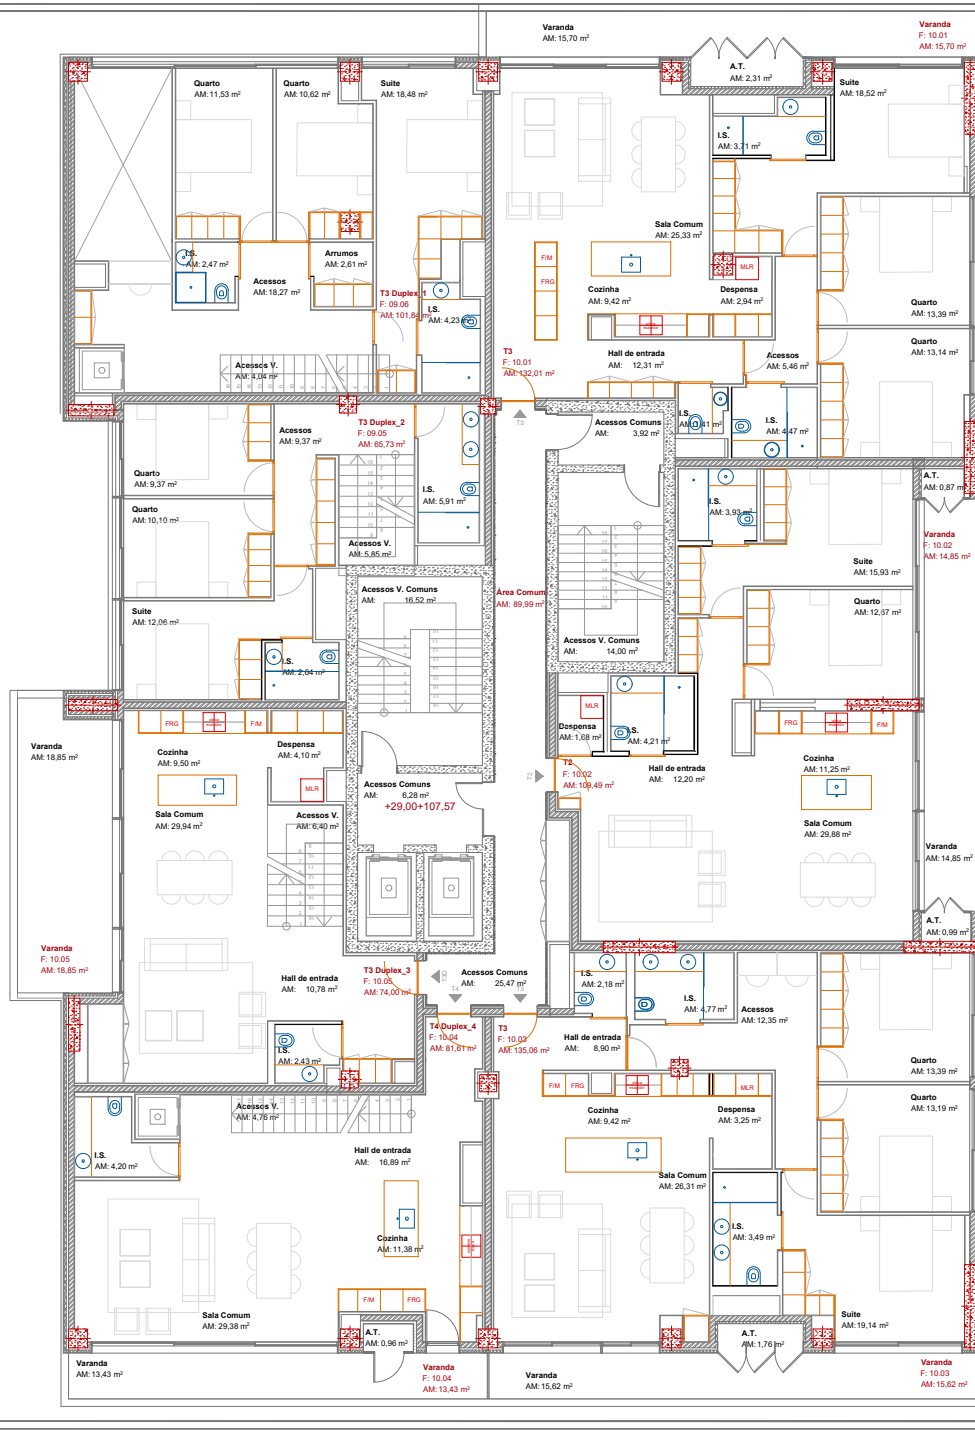 Varanda
AM: 15,70 m²
Varanda
F: 10.01
AM: 15,70 m²
A.T.
AM: 2,31 m²
Quarto
AM: 11,53 m²
Quarto
AM: 10,62 m²
Suite
AM: 18,48 m²
Suite
AM: 18,52 m²
I.S.
AM: 3,71 m²
Sala Comum
AM: 25,33 m²
I.S.
AM: 2,47 m²
Arrumos
AM: 2,61 m²
Acessos
AM: 18,27 m²
T3 Duplex_1
F: 09.06
AM: 101,84 m²
I.S.
AM: 4,23 m²
F/M
FRG
MLR
Cozinha
AM: 9,42 m²
Despensa
AM: 2,94 m²
Quarto
AM: 13,39 m²
Quarto
AM: 13,14 m²
Acessos V.
AM: 4,04 m²
T3
F: 10.01
AM: 132,01 m²
Hall de entrada
AM: 12,31 m²
Acessos
AM: 5,46 m²
T3
Acessos
AM: 9,37 m²
T3 Duplex_2
F: 09.05
AM: 65,73 m²
Acessos Comuns
AM: 3,92 m²
I.S.
I.S.
AM: 4,47 m²
Quarto
AM: 9,37 m²
Quarto
AM: 10,10 m²
I.S.
AM: 5,91 m²
A.T.
AM: 0,87 m²
I.S.
AM: 3,93 m²
Acessos V.
AM: 5,85 m²
Varanda
F: 10.02
AM: 14,85 m²
Suite
AM: 15,93 m²
Acessos V. Comuns
AM: 16,52 m²
Área Comum
AM: 89,99 m²
Quarto
AM: 12,67 m²
Suite
AM: 12,06 m²
Acessos V. Comuns
AM: 14,00 m²
I.S.
AM: 2,64 m²
FRG
F/M
MLR
Despensa
AM: 1,68 m²
I.S.
AM: 4,21 m²
FRG
F/M
Varanda
AM: 18,85 m²
Cozinha
AM: 9,50 m²
Despensa
AM: 4,10 m²
MLR
T2
T2
F: 10.02
AM: 109,49 m²
Hall de entrada
AM: 12,20 m²
Cozinha
AM: 11,25 m²
Acessos Comuns
AM: 6,28 m²
+29,00+107,57
Sala Comum
AM: 29,94 m²
Acessos V.
AM: 6,40 m²
Sala Comum
AM: 29,88 m²
Varanda
AM: 14,85 m²
A.T.
AM: 0,99 m²
Varanda
F: 10.05
AM: 18,85 m²
Hall de entrada
AM: 10,78 m²
T3 Duplex_3
F: 10.05
AM: 74,00 m²
T3D
T4
T3
Acessos Comuns
AM: 25,47 m²
I.S.
AM: 2,18 m²
I.S.
AM: 4,77 m²
Acessos
AM: 12,35 m²
T4 Duplex_4
F: 10.04
AM: 81,61 m²
T3
F: 10.03
AM: 135,06 m²
Hall de entrada
AM: 8,90 m²
I.S.
AM: 2,43 m²
Quarto
AM: 13,39 m²
Quarto
AM: 13,19 m²
F/M
FRG
MLR
Acessos V.
AM: 4,76 m²
Cozinha
AM: 9,42 m²
Despensa
AM: 3,25 m²
Hall de entrada
AM: 16,89 m²
I.S.
AM: 4,20 m²
Sala Comum
AM: 26,31 m²
Cozinha
AM: 11,38 m²
I.S.
AM: 3,49 m²
F/M
FRG
Sala Comum
AM: 29,38 m²
Suite
AM: 19,14 m²
A.T.
AM: 0,96 m²
A.T.
AM: 1,76 m²
Varanda
AM: 13,43 m²
Varanda
F: 10.04
AM: 13,43 m²
Varanda
AM: 15,62 m²
Varanda
F: 10.03
AM: 15,62 m²